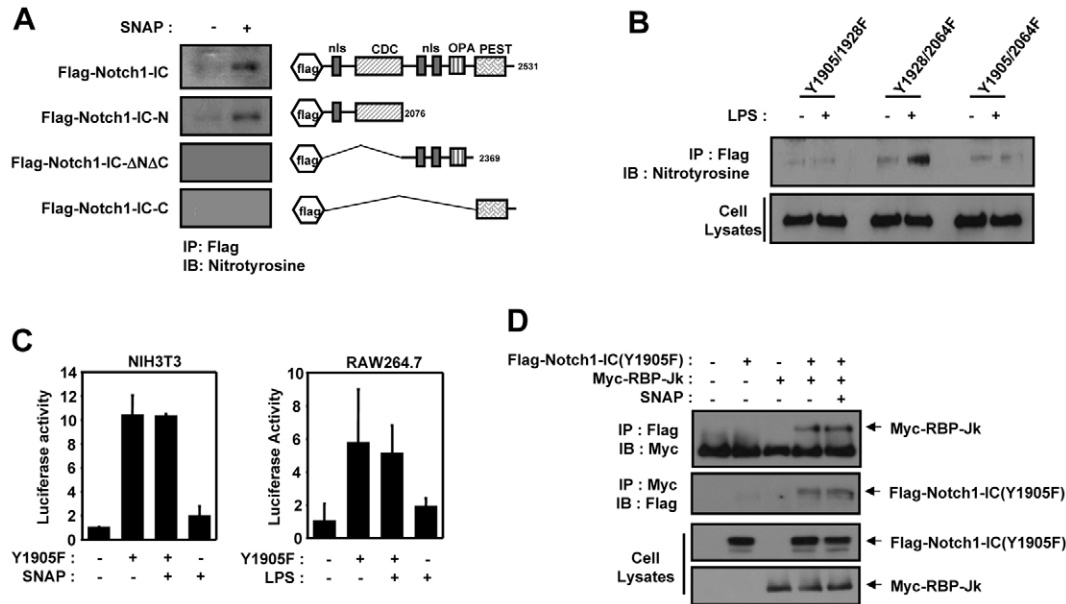 A
SNAP : - +
Flag-Notch1-IC
flag nls CDC nls OPA PEST 2531
Flag-Notch1-IC-N
flag 2076
Flag-Notch1-IC-ΔNΔC
flag 2369
Flag-Notch1-IC-C
flag
IP: Flag
IB: Nitrotyrosine
B
Y1905/1928F Y1928/2064F Y1905/2064F
LPS : - + - + - +
IP : Flag
IB : Nitrotyrosine
Cell
Lysates
C
NIH3T3
Luciferase activity
14
12
10
8
6
4
2
0
Y1905F : - + + -
SNAP : - - + +
RAW264.7
Luciferase activity
10
8
6
4
2
0
Y1905F : - + + -
LPS : - - + +
D
Flag-Notch1-IC(Y1905F) : - + - + +
Myc-RBP-Jk : - - + + +
SNAP : - - - - +
IP : Flag
IB : Myc
Myc-RBP-Jk
IP : Myc
IB : Flag
Flag-Notch1-IC(Y1905F)
Cell
Lysates
Flag-Notch1-IC(Y1905F)
Myc-RBP-Jk